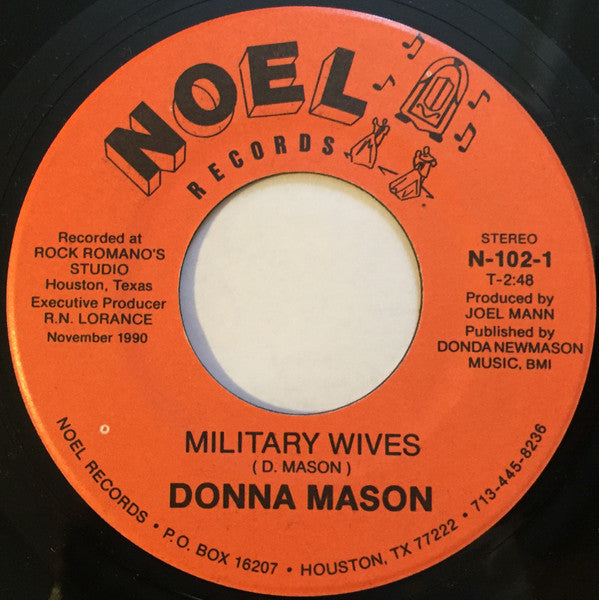 NOEL
RECORDS
Recorded at
ROCK ROMANO'S
STUDIO
Houston, Texas
Executive Producer
R.N. LORANCE
November 1990
STEREO
N-102-1
T-2:48
Produced by
JOEL MANN
Published by
DONDANEWMASON
MUSIC, BMI
MILITARY WIVES
( D. MASON )
DONNA MASON
NOEL RECORDS • P.O. BOX 16207 • HOUSTON, TX 77222 • 713-445-8236